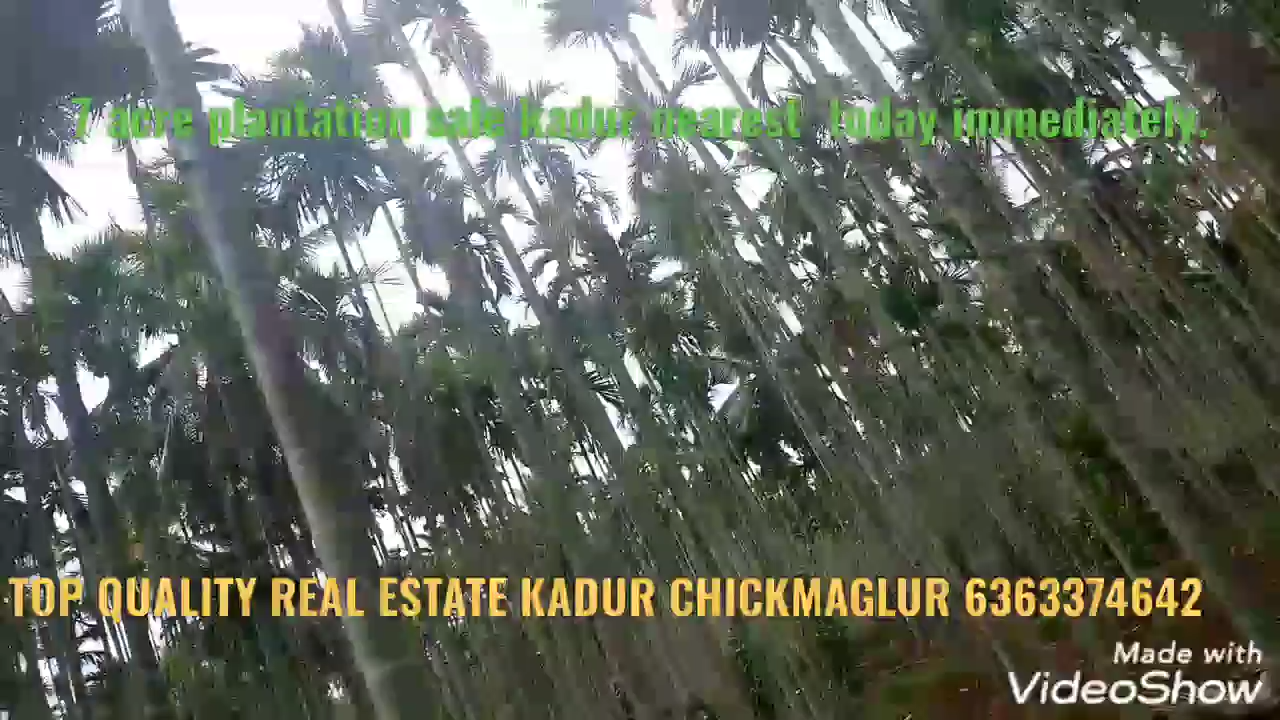 7 acre plantation sale kadur nearest today immediately.
TOP QUALITY REAL ESTATE KADUR CHICKMAGLUR 6363374642
Made with
VideoShow